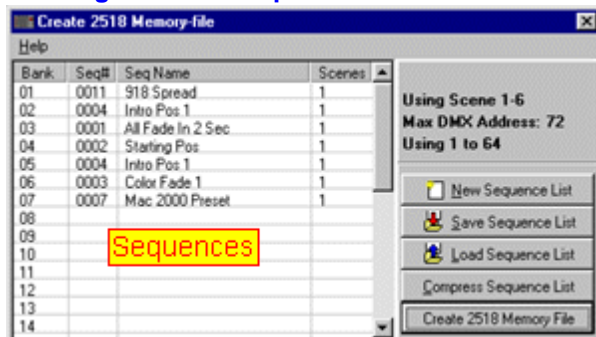 Create 2518 Memory-file
Help
Bank Seq# Seq Name Scenes
01 0011 918 Spread 1
02 0004 Intro Pos 1 1
03 0001 All Fade In 2 Sec 1
04 0002 Starting Pos 1
05 0004 Intro Pos 1 1
06 0003 Color Fade 1 1
07 0007 Mac 2000 Preset 1
08
09
10
11
12
13
14
Sequences
Using Scene 1-6
Max DMX Address: 72
Using 1 to 64
New Sequence List
Save Sequence List
Load Sequence List
Compress Sequence List
Create 2518 Memory File